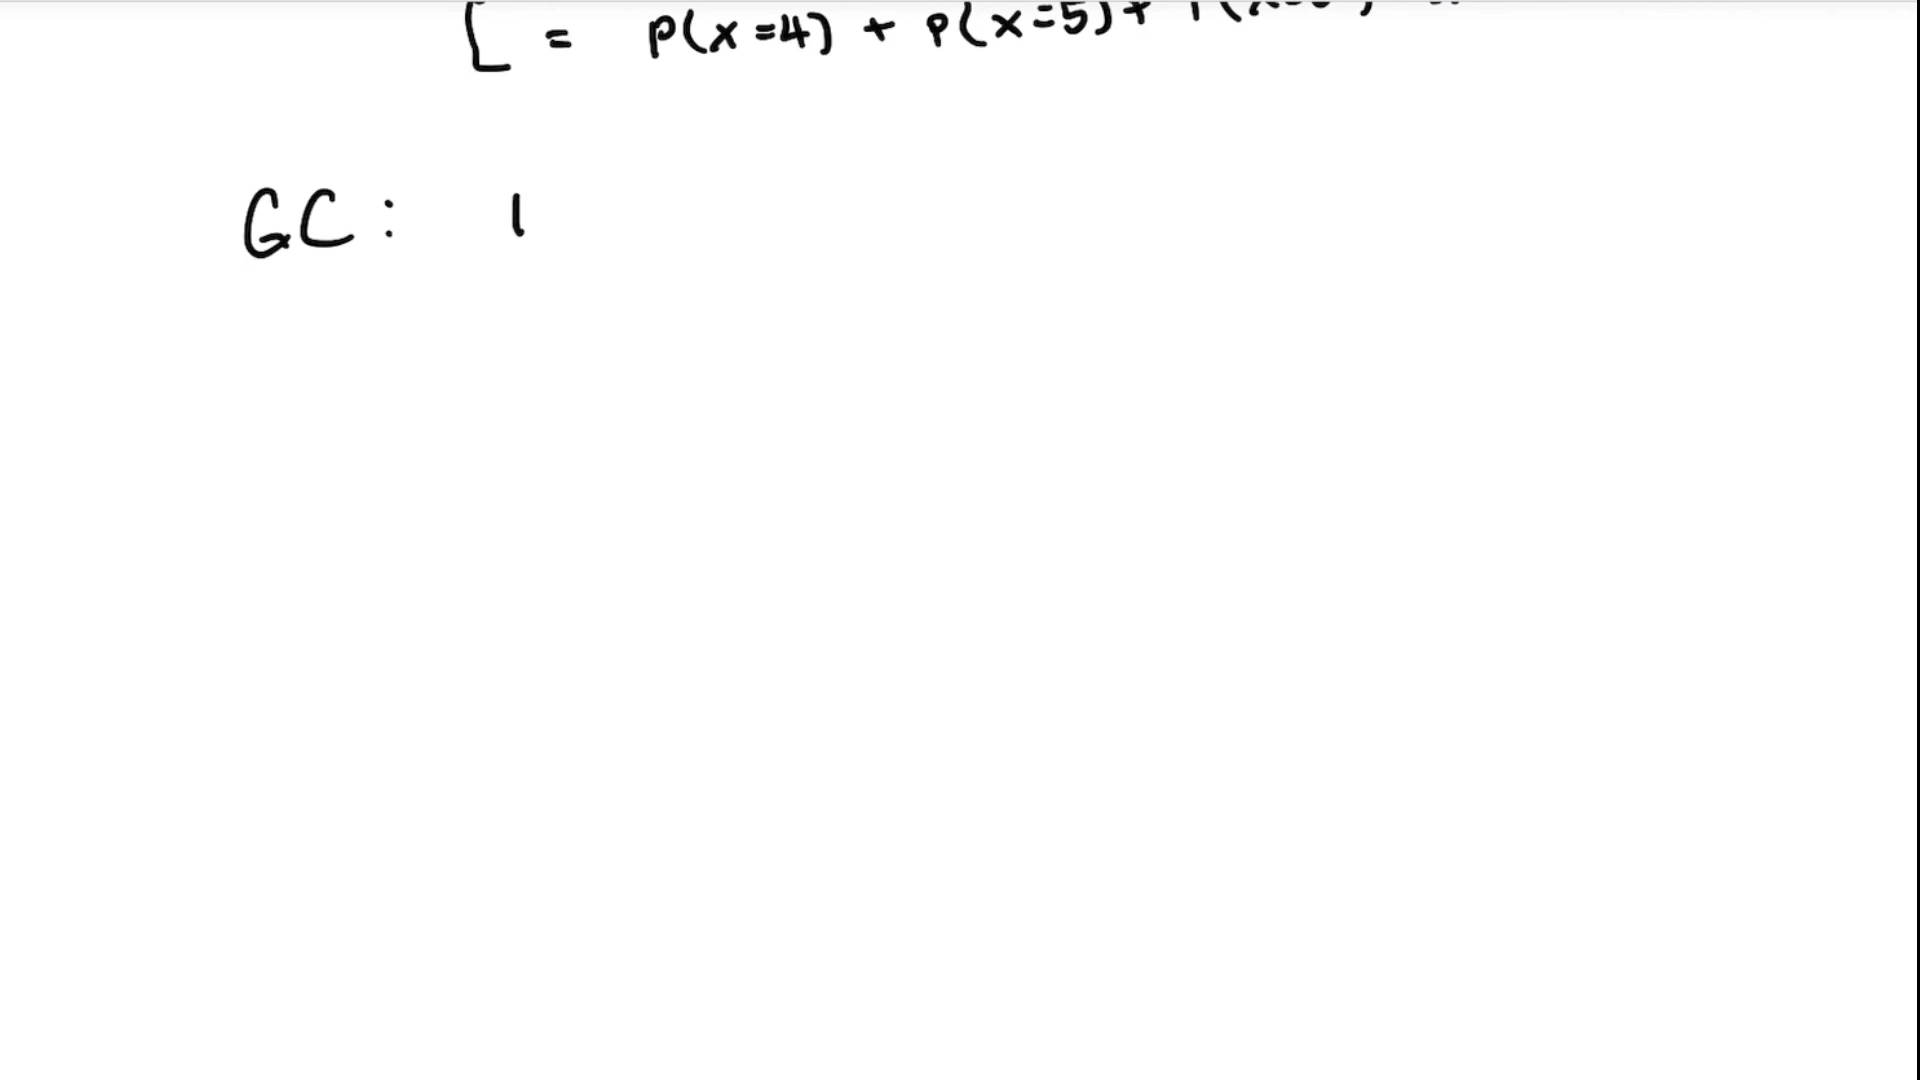 [ = P(x=4) + P(x=5) +
GC: 1